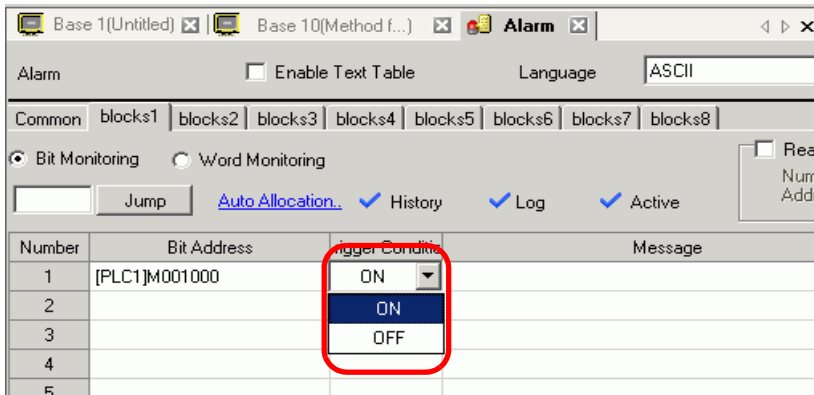 Base 1(Untitled) Base 10(Method f...) Alarm
Alarm Enable Text Table Language ASCII
Common blocks1 blocks2 blocks3 blocks4 blocks5 blocks6 blocks7 blocks8
Bit Monitoring Word Monitoring
Jump Auto Allocation.. History Log Active
Number Bit Address Message
1 [PLC1]M001000 ON
2 ON
3 OFF
4
5